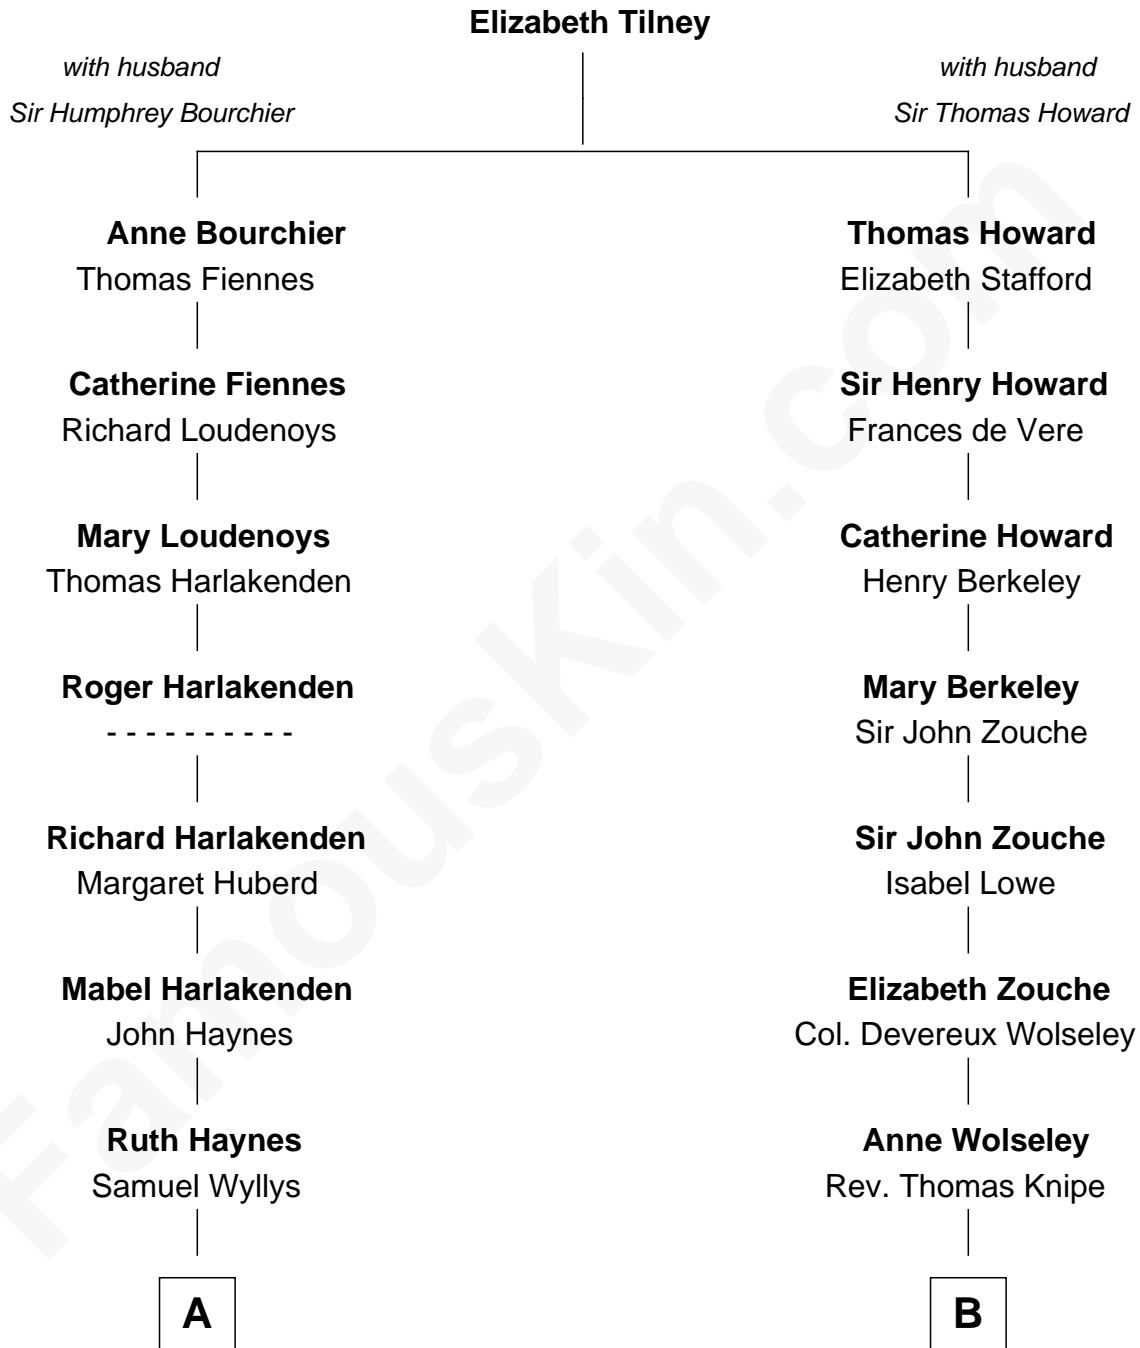 Elizabeth Tilney
with husband
Sir Humphrey Bourchier
with husband
Sir Thomas Howard
Anne Bourchier
Thomas Fiennes
Thomas Howard
Elizabeth Stafford
Catherine Fiennes
Richard Loudenoys
Sir Henry Howard
Frances de Vere
Mary Loudenoys
Thomas Harlakenden
Catherine Howard
Henry Berkeley
Roger Harlakenden
- - - - - - - - - -
Mary Berkeley
Sir John Zouche
Richard Harlakenden
Margaret Huberd
Sir John Zouche
Isabel Lowe
Mabel Harlakenden
John Haynes
Elizabeth Zouche
Col. Devereux Wolseley
Ruth Haynes
Samuel Wyllys
Anne Wolseley
Rev. Thomas Knipe
A
B
FamousKin.com